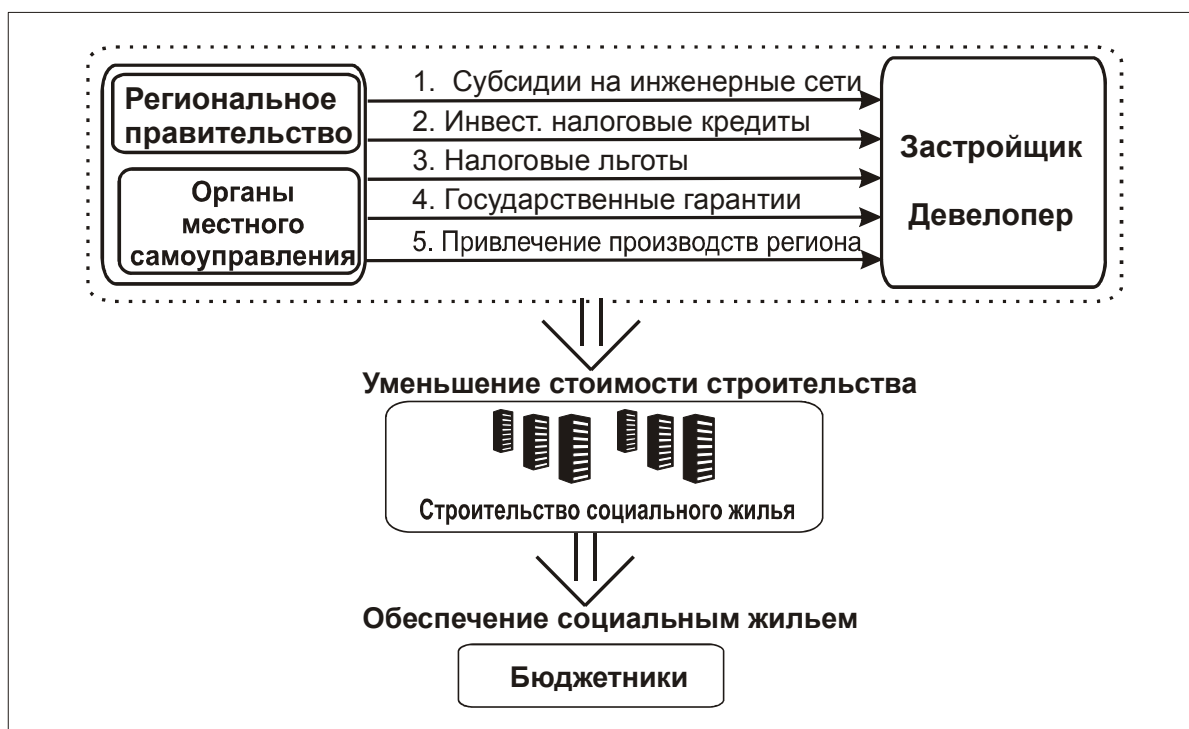 Региональное
правительство
Органы
местного
самоуправления
1. Субсидии на инженерные сети
2. Инвест. налоговые кредиты
3. Налоговые льготы
4. Государственные гарантии
5. Привлечение производств региона
Застройщик
Девелопер
Уменьшение стоимости строительства
Строительство социального жилья
Обеспечение социальным жильем
Бюджетники